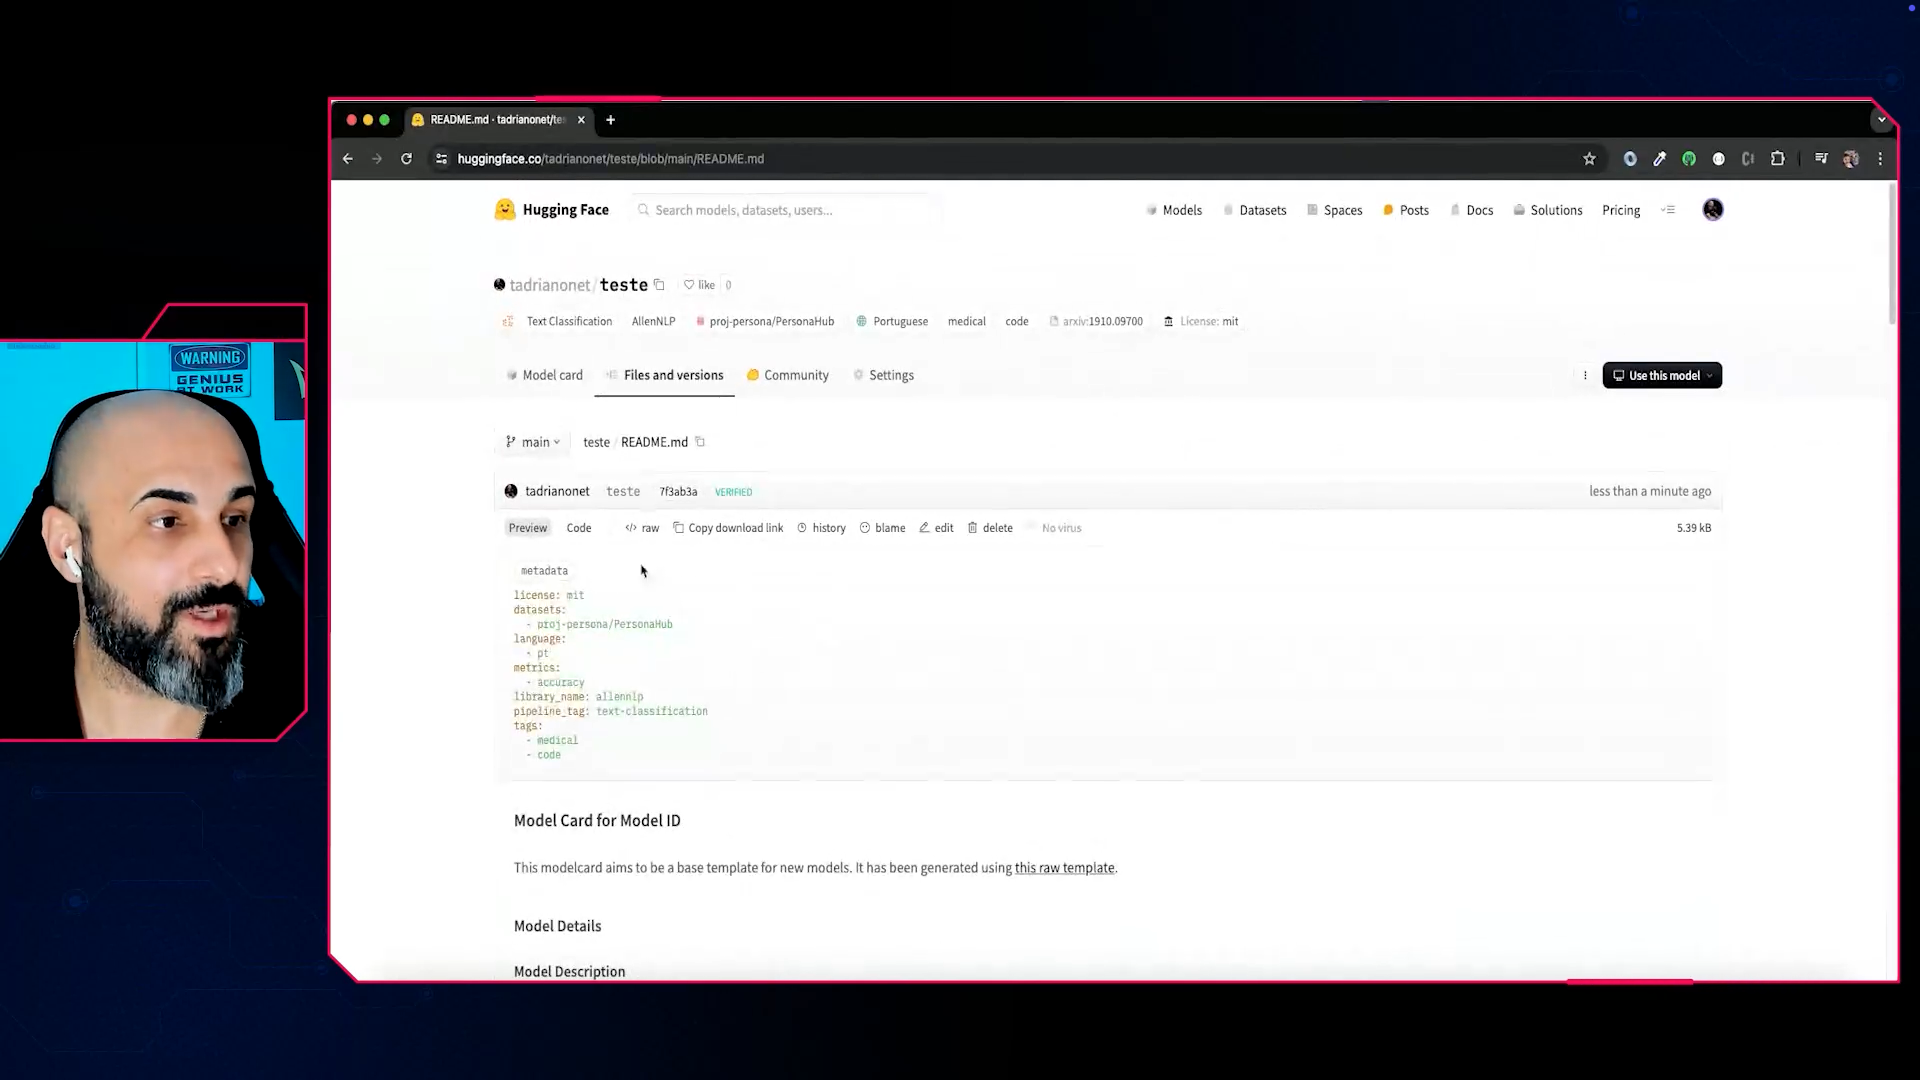 WARNING
GENIUS
AT WORK
README.md · tadrianonet/te
huggingface.co/tadrianonet/teste/blob/main/README.md
Hugging Face
Search models, datasets, users...
Models
Datasets
Spaces
Posts
Docs
Solutions
Pricing
tadrianonet/teste
like
0
Text Classification
AllenNLP
proj-persona/PersonaHub
Portuguese
medical
code
arxiv:1910.09700
License: mit
Model card
Files and versions
Community
Settings
Use this model
main
teste / README.md
tadrianonet
teste
7f3ab3a
VERIFIED
less than a minute ago
Preview
Code
</> raw
Copy download link
history
blame
edit
delete
No virus
5.39 kB
metadata
license: mit
datasets:
- proj-persona/PersonaHub
language:
- pt
metrics:
- accuracy
library_name: allennlp
pipeline_tag: text-classification
tags:
- medical
- code
Model Card for Model ID
This modelcard aims to be a base template for new models. It has been generated using this raw template.
Model Details
Model Description